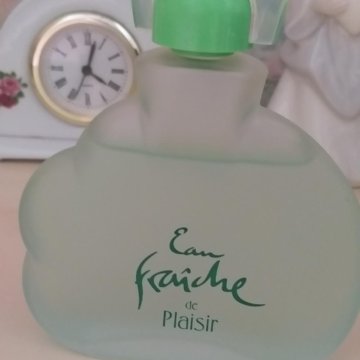 Eau
fraîche
de
Plaisir